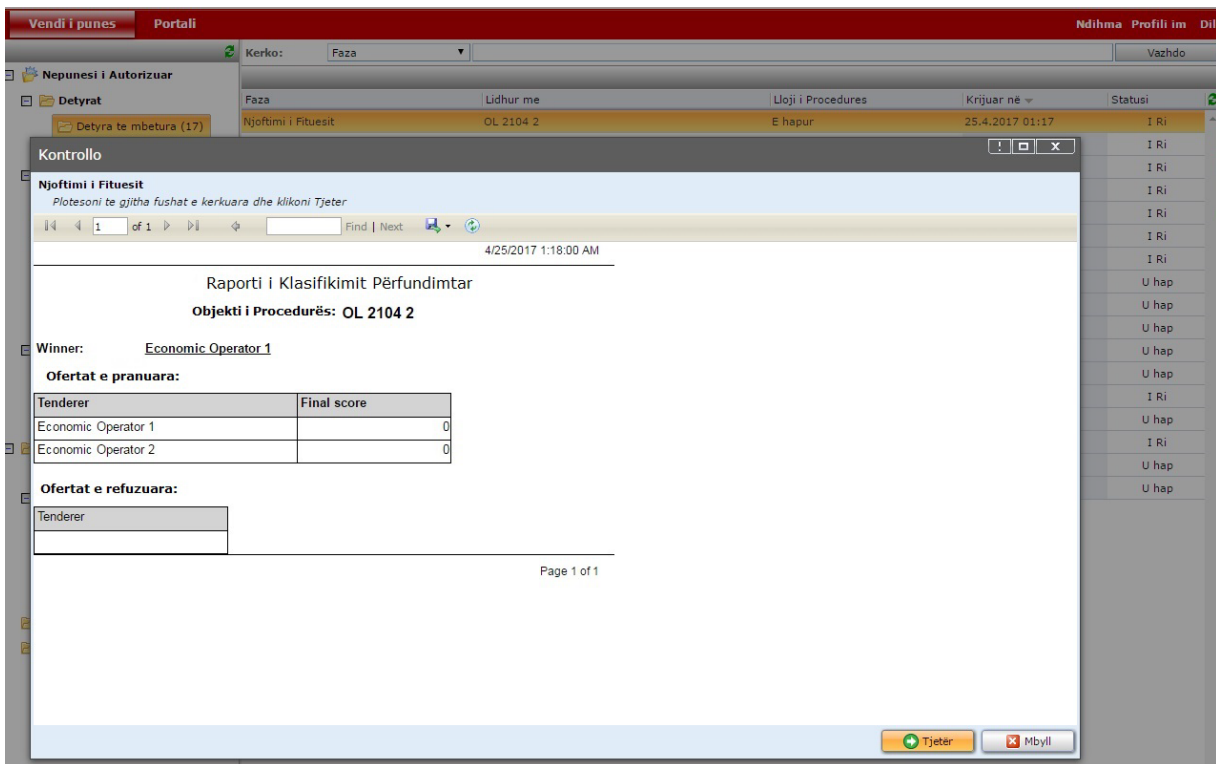 Vendi i punes Portali Ndihma Profili im Dil
Kerko: Faza Vazhdo
Nepunesi i Autorizuar
Detyrat
Detyra te mbetura (17)
Faza Lidhur me Lloji i Procedures Krijuar në Statusi
Njoftimi i Fituesit OL 2104 2 E hapur 25.4.2017 01:17 I Ri
I Ri
I Ri
I Ri
I Ri
I Ri
I Ri
U hap
U hap
U hap
U hap
U hap
I Ri
U hap
I Ri
U hap
U hap
Kontrollo ! x
Njoftimi i Fituesit
Plotesoni te gjitha fushat e kerkuara dhe klikoni Tjeter
1 of 1 Find | Next
4/25/2017 1:18:00 AM
Raporti i Klasifikimit Përfundimtar
Objekti i Procedurës: OL 2104 2
Winner: Economic Operator 1
Ofertat e pranuara:
Tenderer Final score
Economic Operator 1 0
Economic Operator 2 0
Ofertat e refuzuara:
Tenderer
Page 1 of 1
Tjetër Mbyll